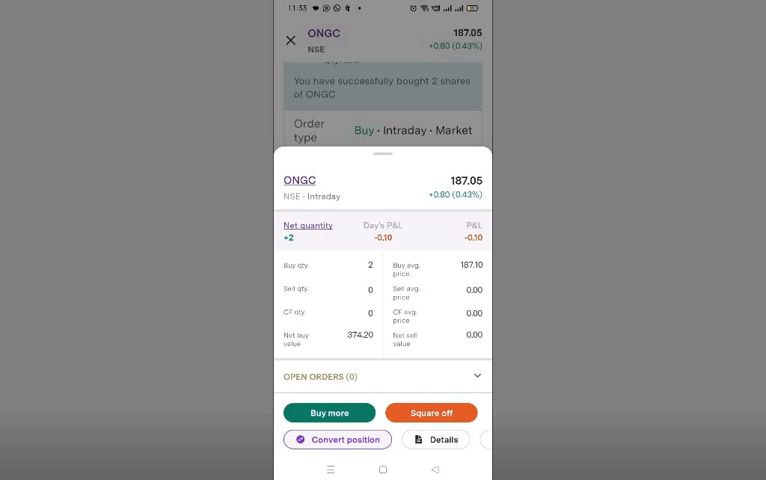 11:33
ONGC 187.05
NSE +0.80 (0.43%)
You have successfully bought 2 shares
of ONGC
Order
type Buy · Intraday · Market
ONGC 187.05
NSE · Intraday +0.80 (0.43%)
Net quantity Day's P&L P&L
+2 -0.10 -0.10
Buy qty. 2 Buy avg. price 187.10
Sell qty. 0 Sell avg. price 0.00
CF qty. 0 CF avg. price 0.00
Net buy value 374.20 Net sell value 0.00
OPEN ORDERS (0)
Buy more Square off
Convert position Details